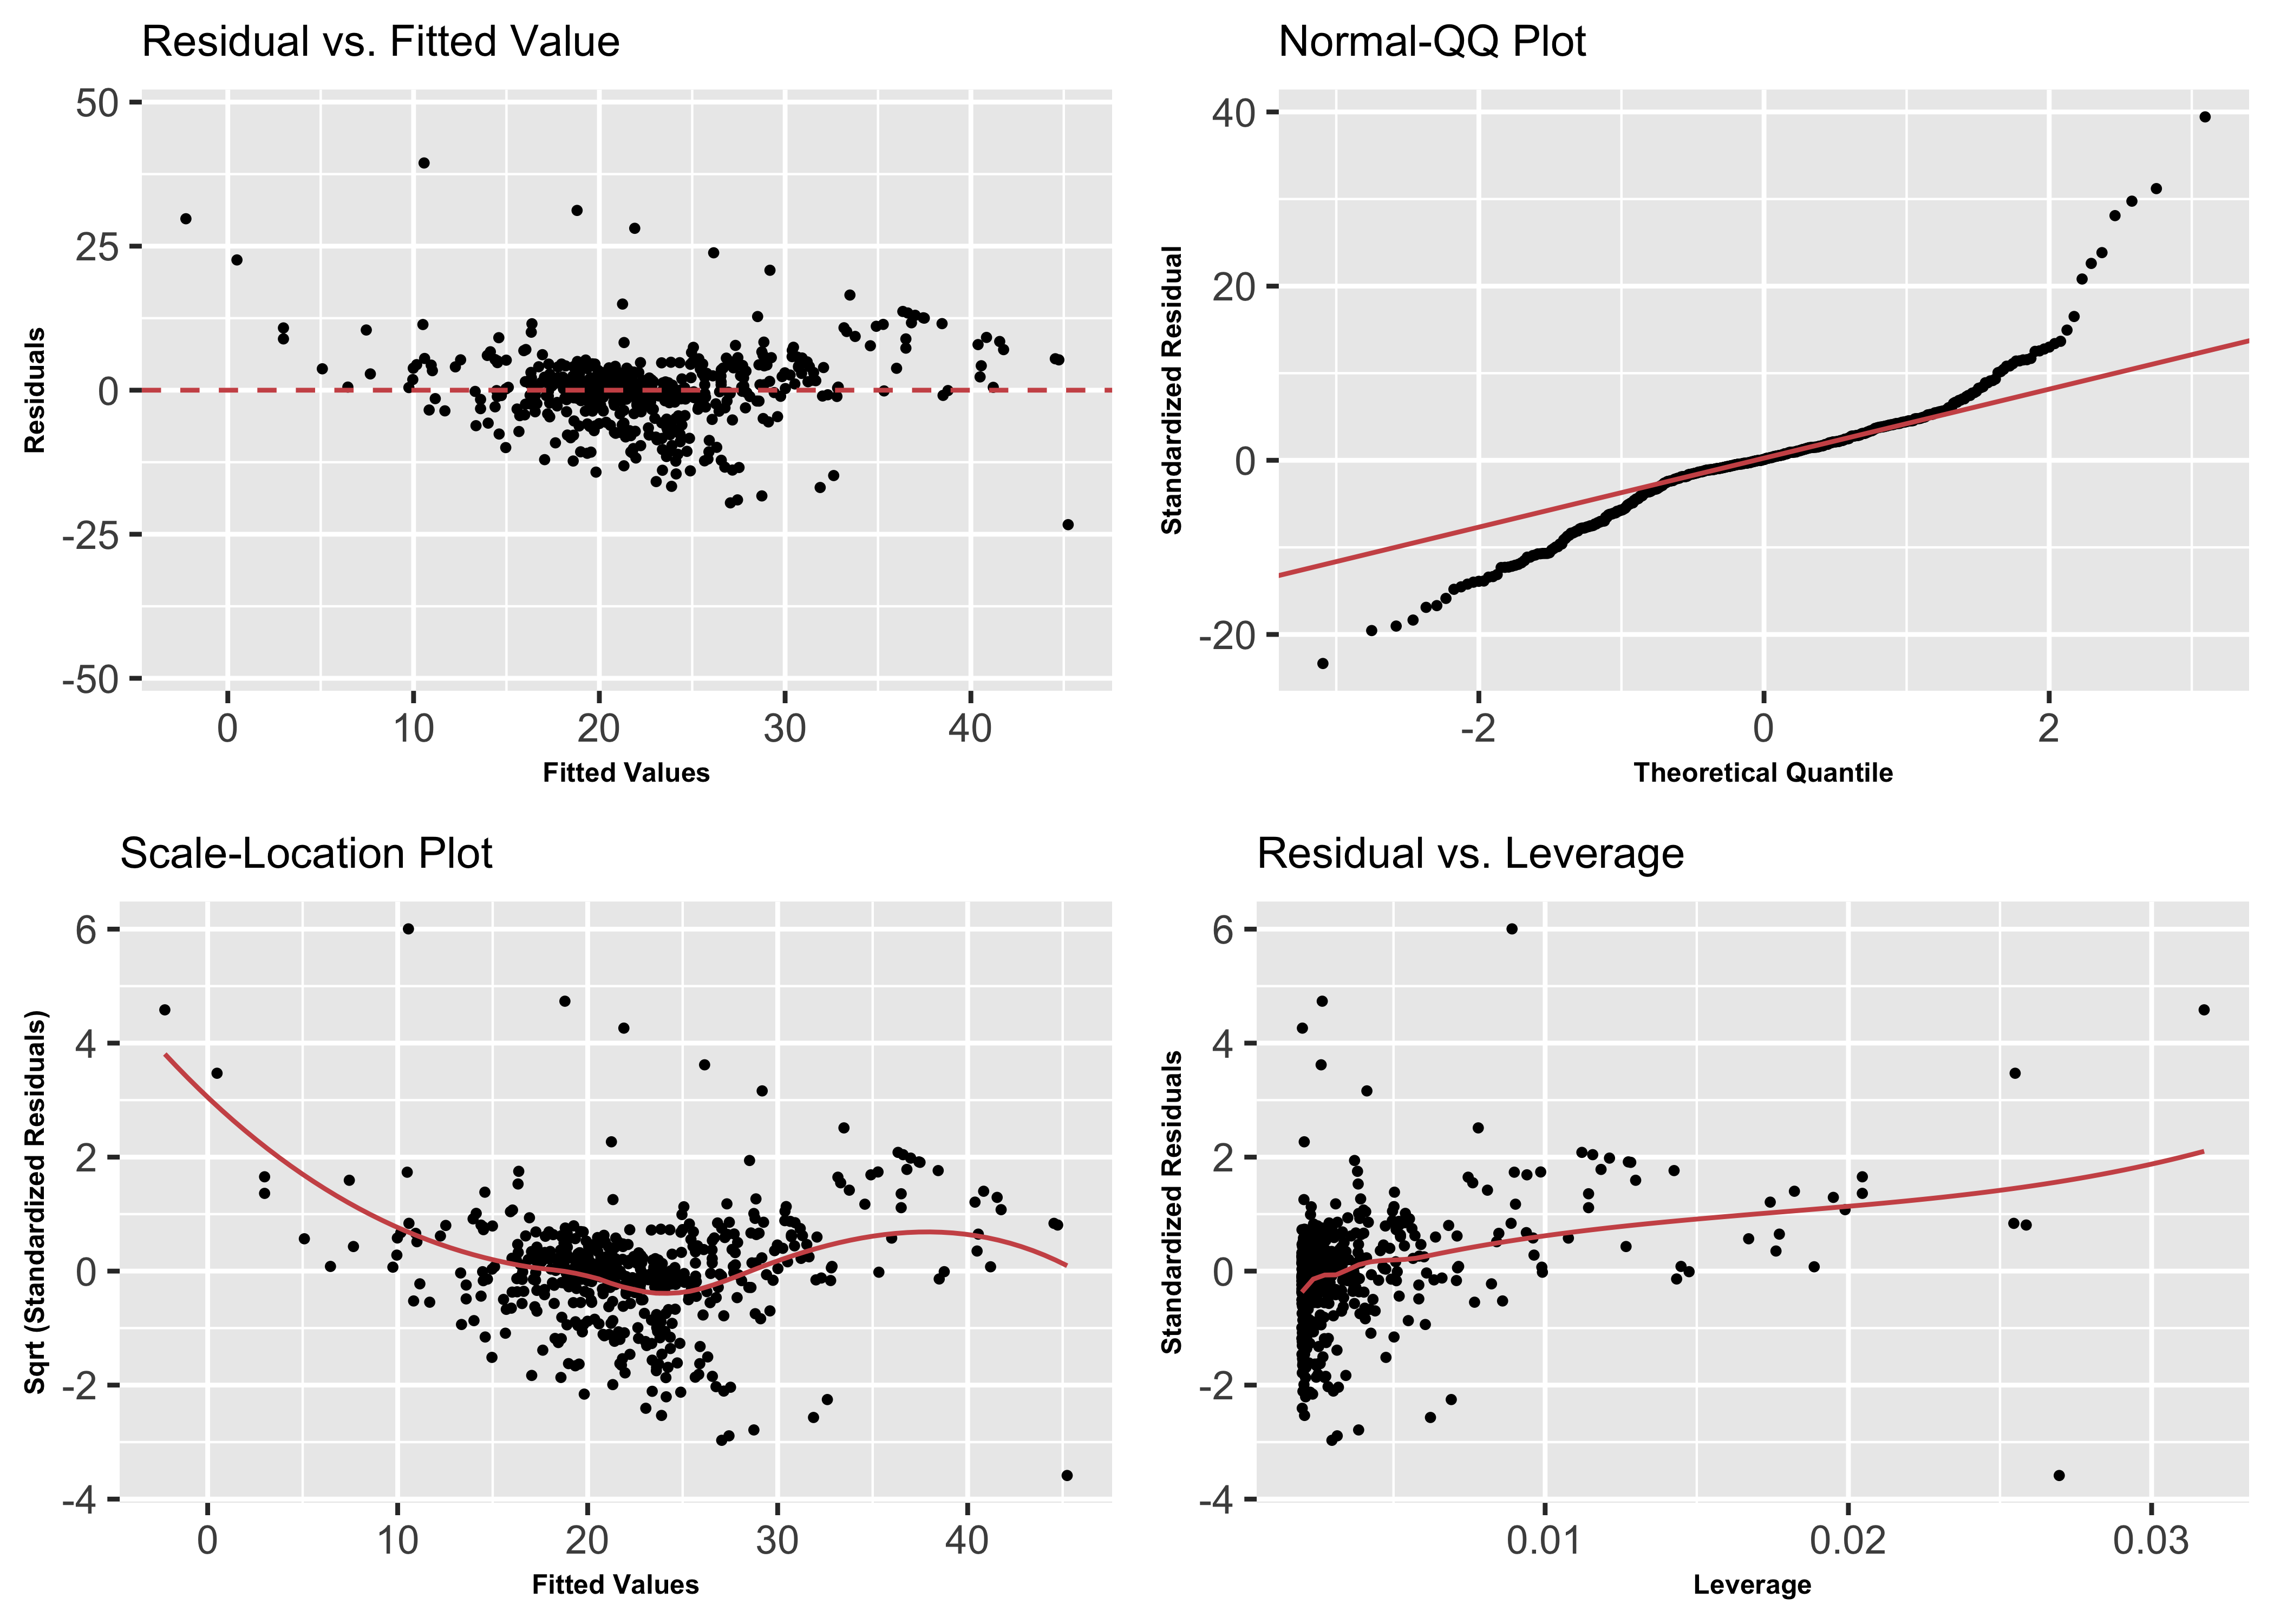 Residual vs. Fitted Value
50
25
0
-25
-50
Residuals
0 10 20 30 40
Fitted Values
Normal-QQ Plot
40
20
0
-20
Standardized Residual
-2 0 2
Theoretical Quantile
Scale-Location Plot
6
4
2
0
-2
-4
Sqrt (Standardized Residuals)
0 10 20 30 40
Fitted Values
Residual vs. Leverage
6
4
2
0
-2
-4
Standardized Residuals
0.01 0.02 0.03
Leverage